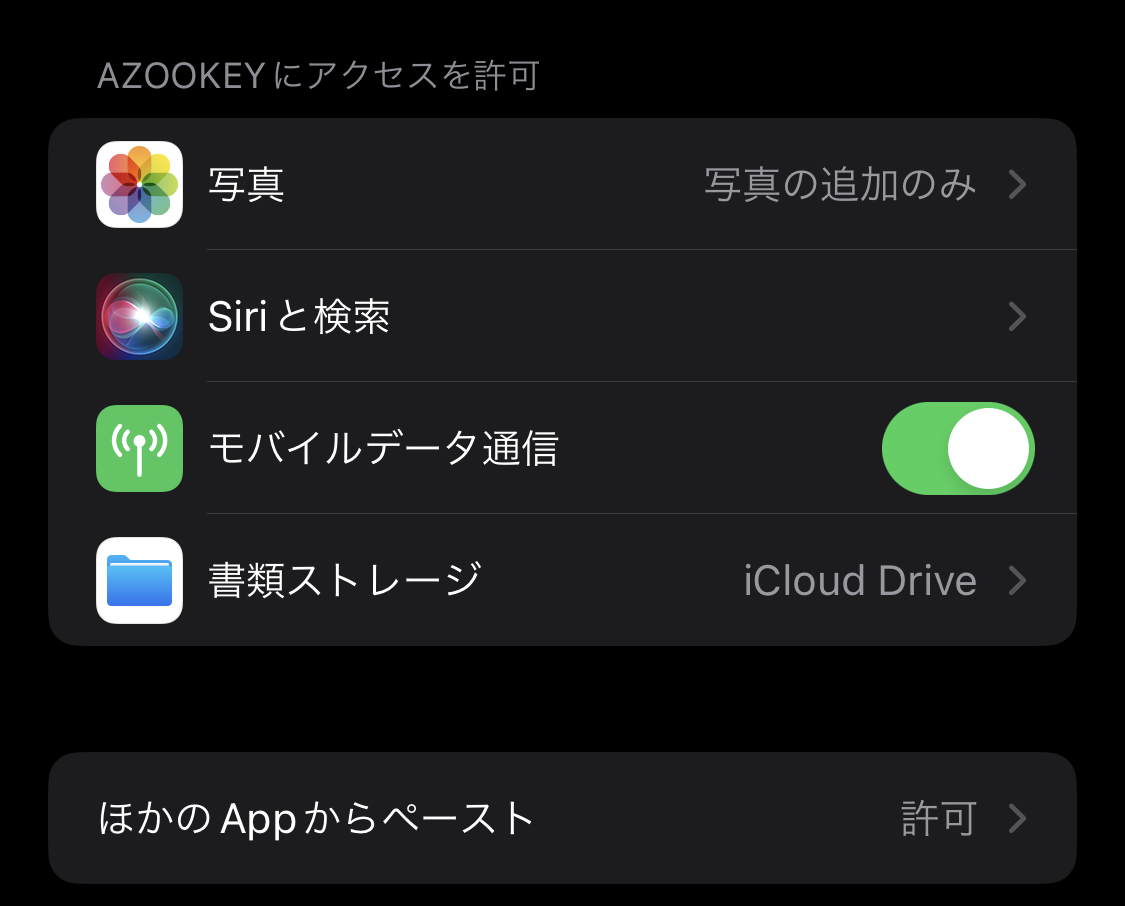 AZOOKEYにアクセスを許可
写真 写真の追加のみ
Siriと検索
モバイルデータ通信
書類ストレージ iCloud Drive
ほかのAppからペースト 許可